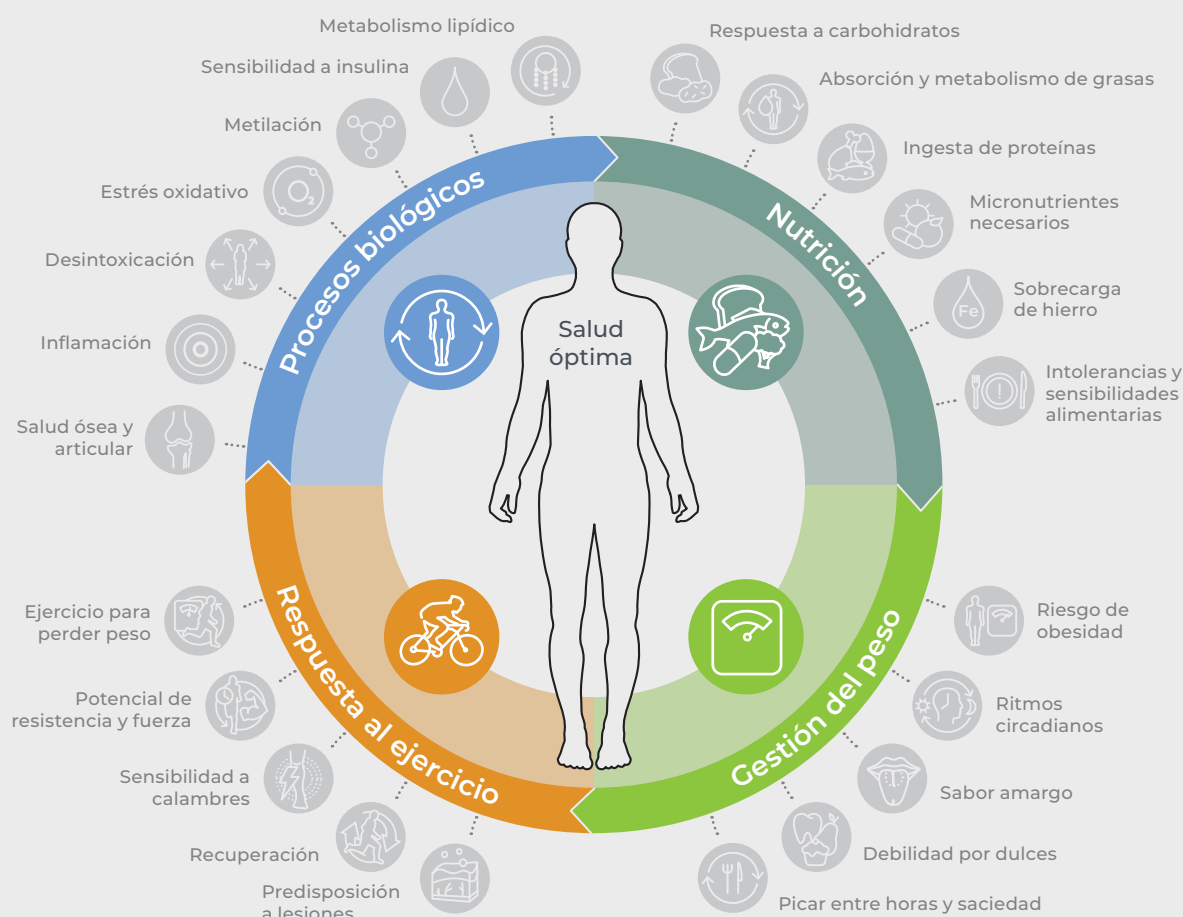 Metabolismo lipídico
Sensibilidad a insulina
Metilación
Estrés oxidativo
Desintoxicación
Inflamación
Salud ósea y
articular
Procesos biológicos
Respuesta a carbohidratos
Absorción y metabolismo de grasas
Ingesta de proteínas
Micronutrientes
necesarios
Sobrecarga
de hierro
Fe
Intolerancias y
sensibilidades
alimentarias
Nutrición
O₂
Salud
óptima
Ejercicio para
perder peso
Potencial de
resistencia y fuerza
Sensibilidad a
calambres
Recuperación
Predisposición
a lesiones
Respuesta al ejercicio
Riesgo de
obesidad
Ritmos
circadianos
Sabor amargo
Debilidad por dulces
Picar entre horas y saciedad
Gestión del peso